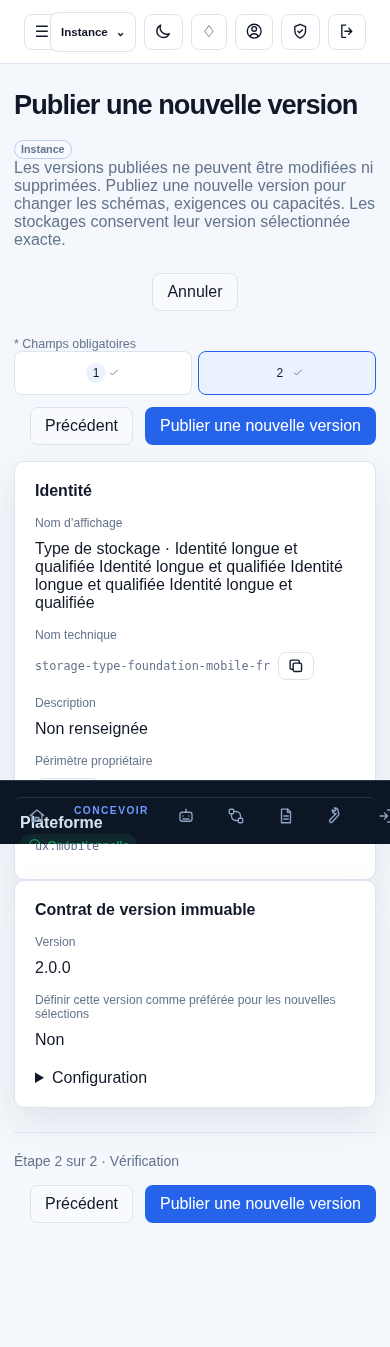 Instance
Publier une nouvelle version
Instance
Les versions publiées ne peuvent être modifiées ni
supprimées. Publiez une nouvelle version pour
changer les schémas, exigences ou capacités. Les
stockages conservent leur version sélectionnée
exacte.
Annuler
* Champs obligatoires
1
2
Précédent
Publier une nouvelle version
Identité
Nom d’affichage
Type de stockage · Identité longue et
qualifiée Identité longue et qualifiée Identité
longue et qualifiée Identité longue et
qualifiée
Nom technique
storage-type-foundation-mobile-fr
Description
Non renseignée
Périmètre propriétaire
CONCEVOIR
Plateforme
ux.mobile
Contrat de version immuable
Version
2.0.0
Définir cette version comme préférée pour les nouvelles
sélections
Non
Configuration
Étape 2 sur 2 · Vérification
Précédent
Publier une nouvelle version